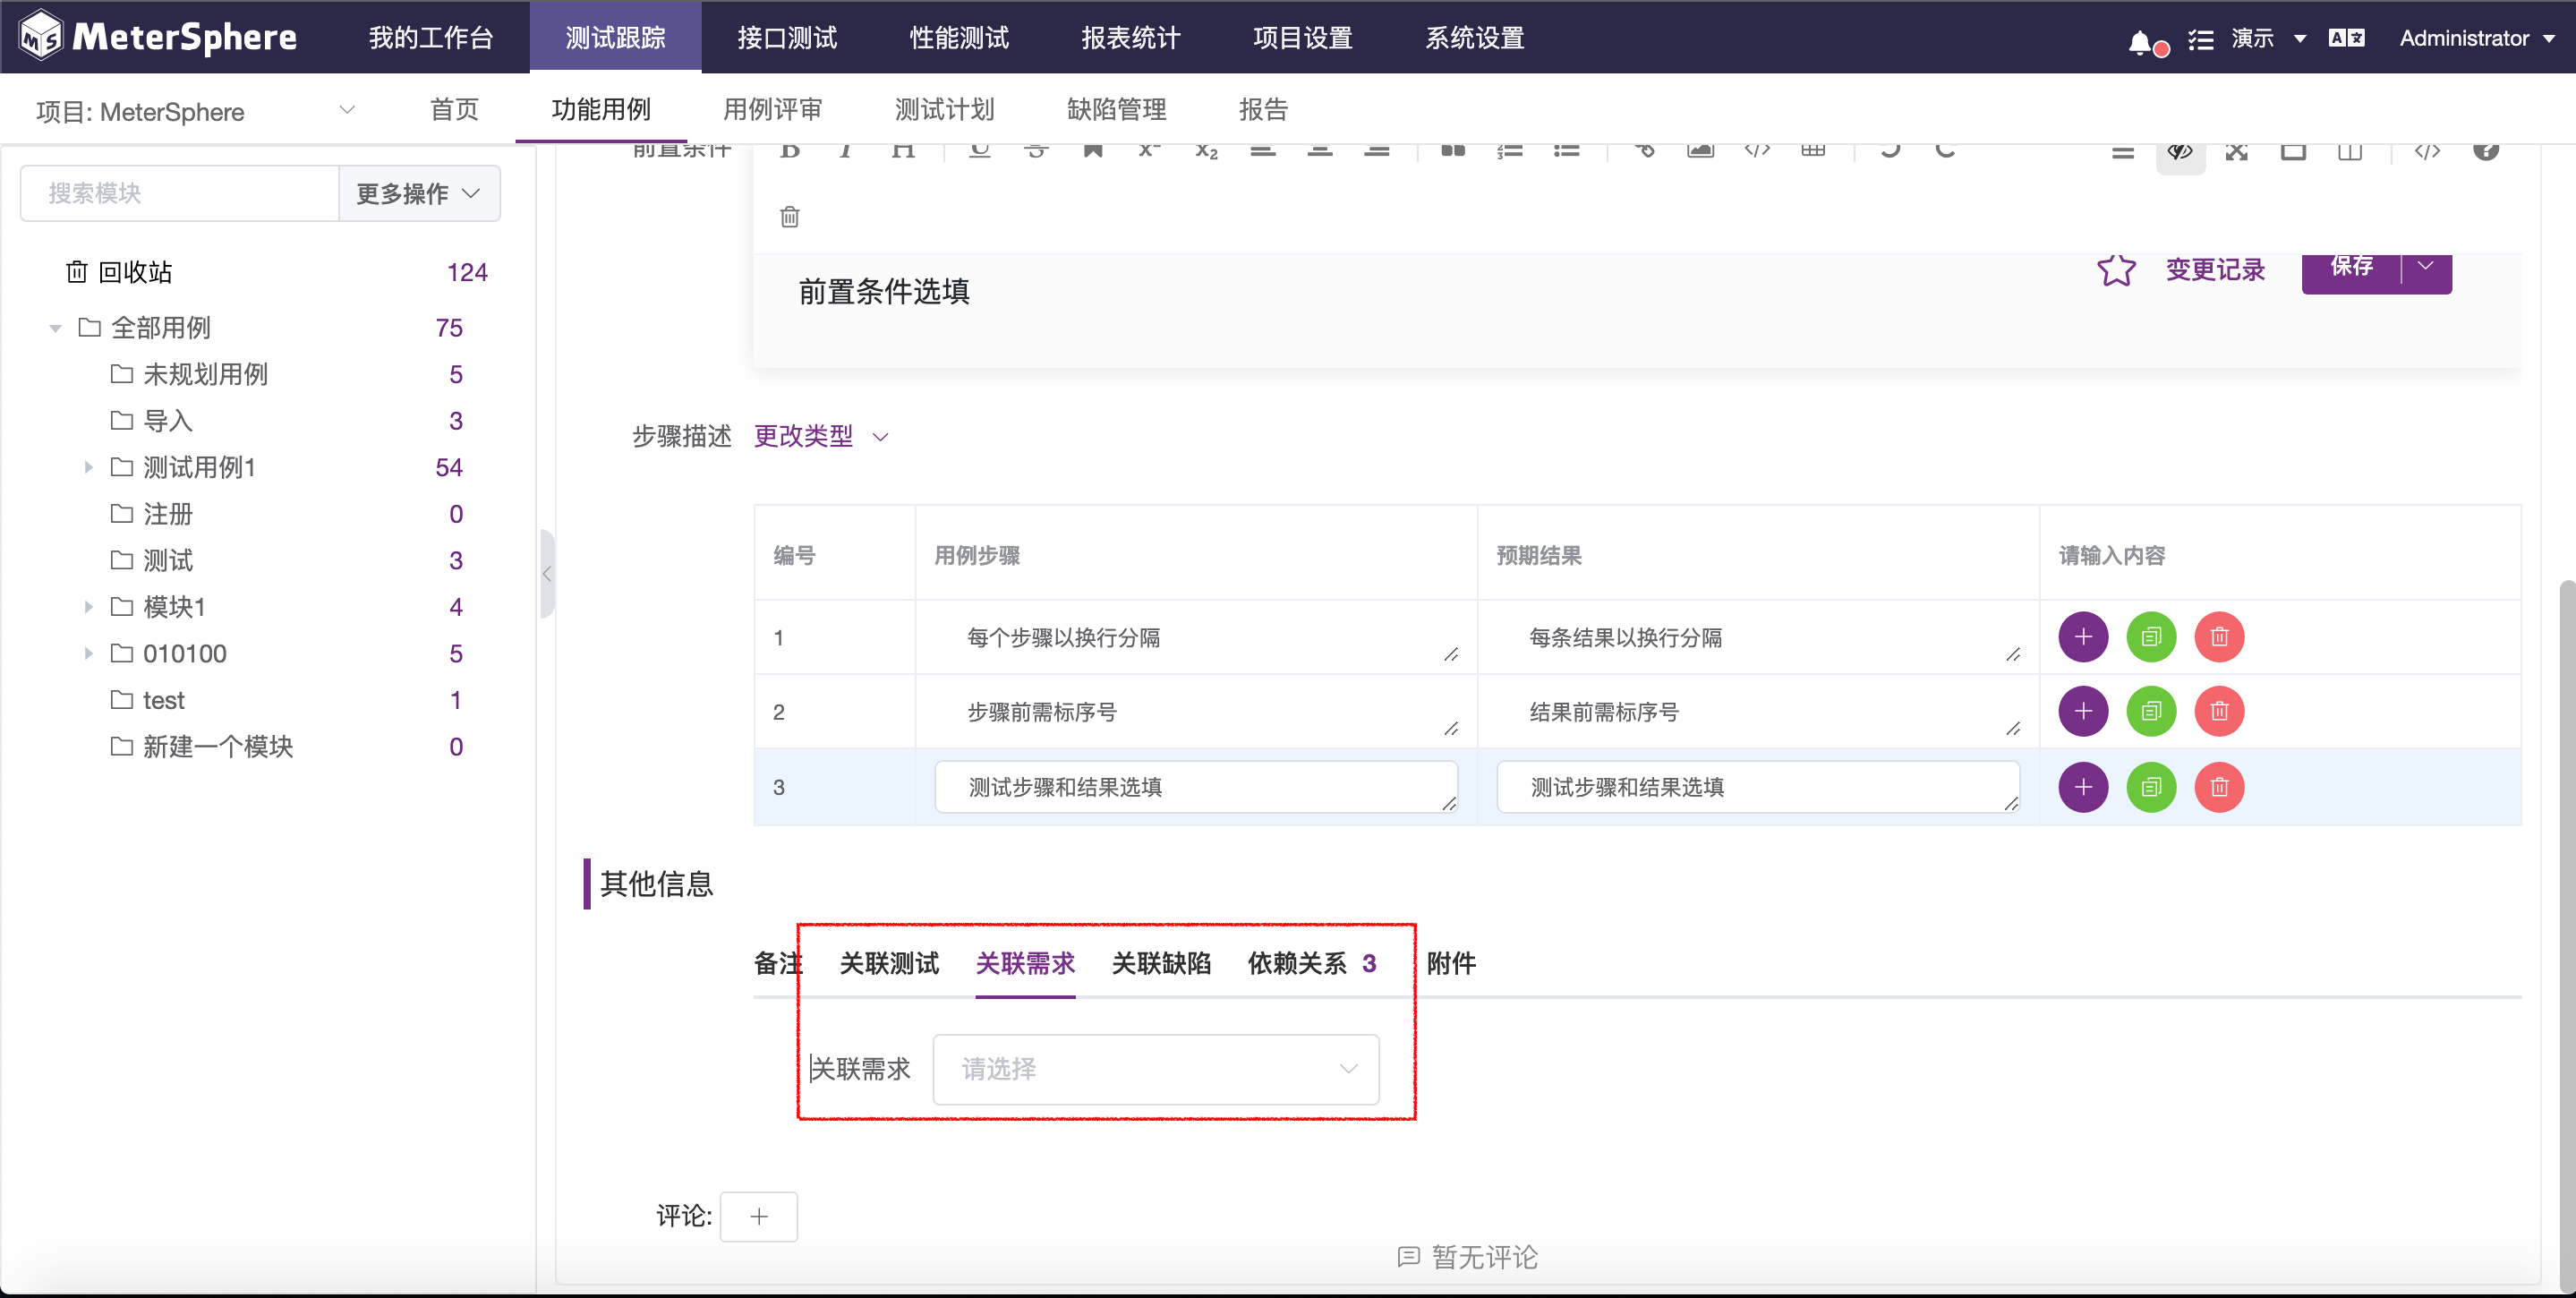 MeterSphere 我的工作台 测试跟踪 接口测试 性能测试 报表统计 项目设置 系统设置 演示 Administrator
项目: MeterSphere 首页 功能用例 用例评审 测试计划 缺陷管理 报告
前置条件
搜索模块 更多操作
回收站 124
全部用例 75
未规划用例 5
导入 3
测试用例1 54
注册 0
测试 3
模块1 4
010100 5
test 1
新建一个模块 0
变更记录 保存
前置条件选填
步骤描述 更改类型
编号 用例步骤 预期结果 请输入内容
1 每个步骤以换行分隔 每条结果以换行分隔
2 步骤前需标序号 结果前需标序号
3 测试步骤和结果选填 测试步骤和结果选填
其他信息
备注 关联测试 关联需求 关联缺陷 依赖关系 3 附件
关联需求 请选择
评论:
暂无评论